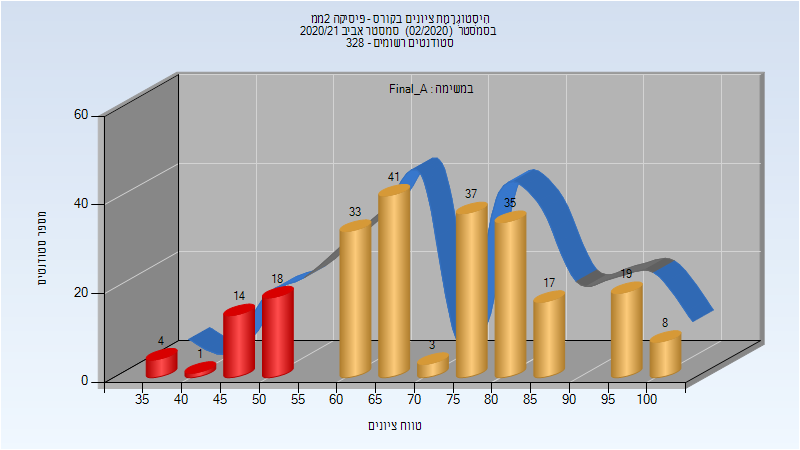 היסטוגרמת ציונים בקורס - פיסיקה 2ממ
בסמסטר (02/2020) סמסטר אביב 2020/21
סטודנטים רשומים - 328
במשימה : Final_A
מספר סטודנטים
60
40
20
0
4
1
14
18
33
41
3
37
35
17
19
8
35 40 45 50 55 60 65 70 75 80 85 90 95 100
טווח ציונים